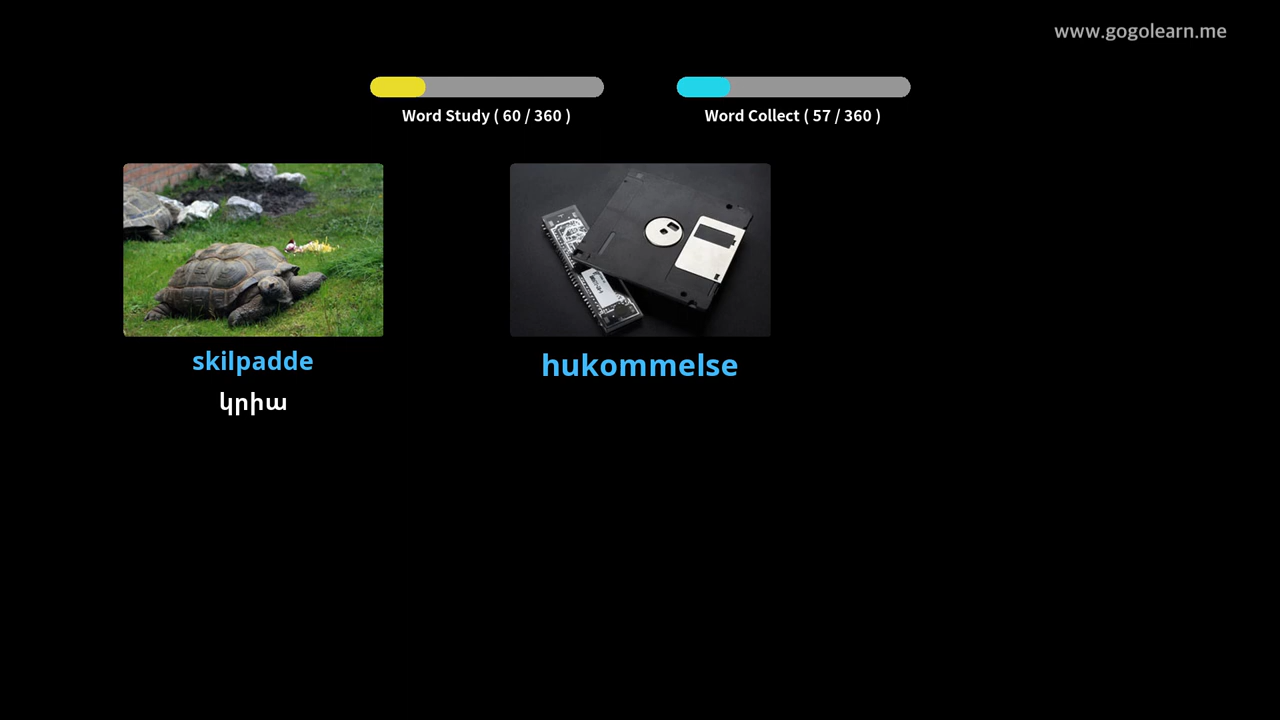 www.gogolearn.me
Word Study ( 60 / 360 )
Word Collect ( 57 / 360 )
skilpadde
կրիա
hukommelse